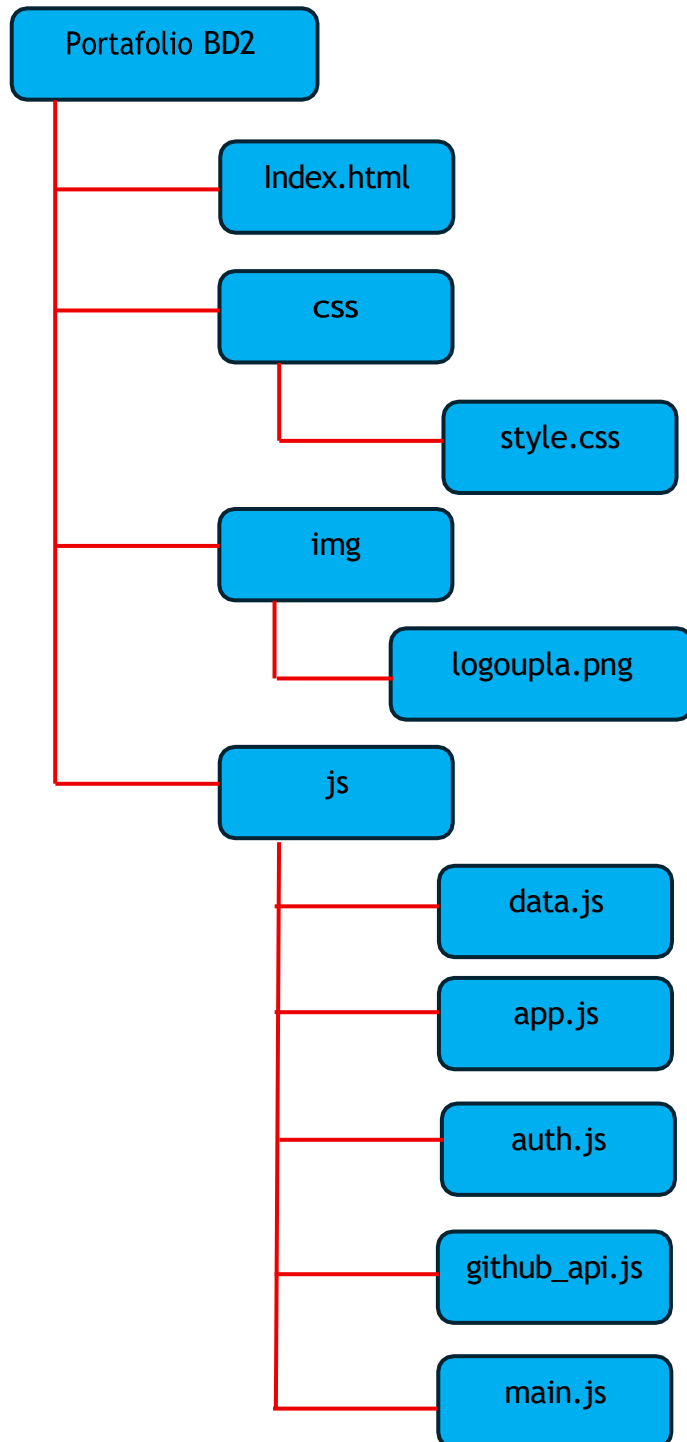 Portafolio BD2
Index.html
css
style.css
img
logoupla.png
js
data.js
app.js
auth.js
github_api.js
main.js